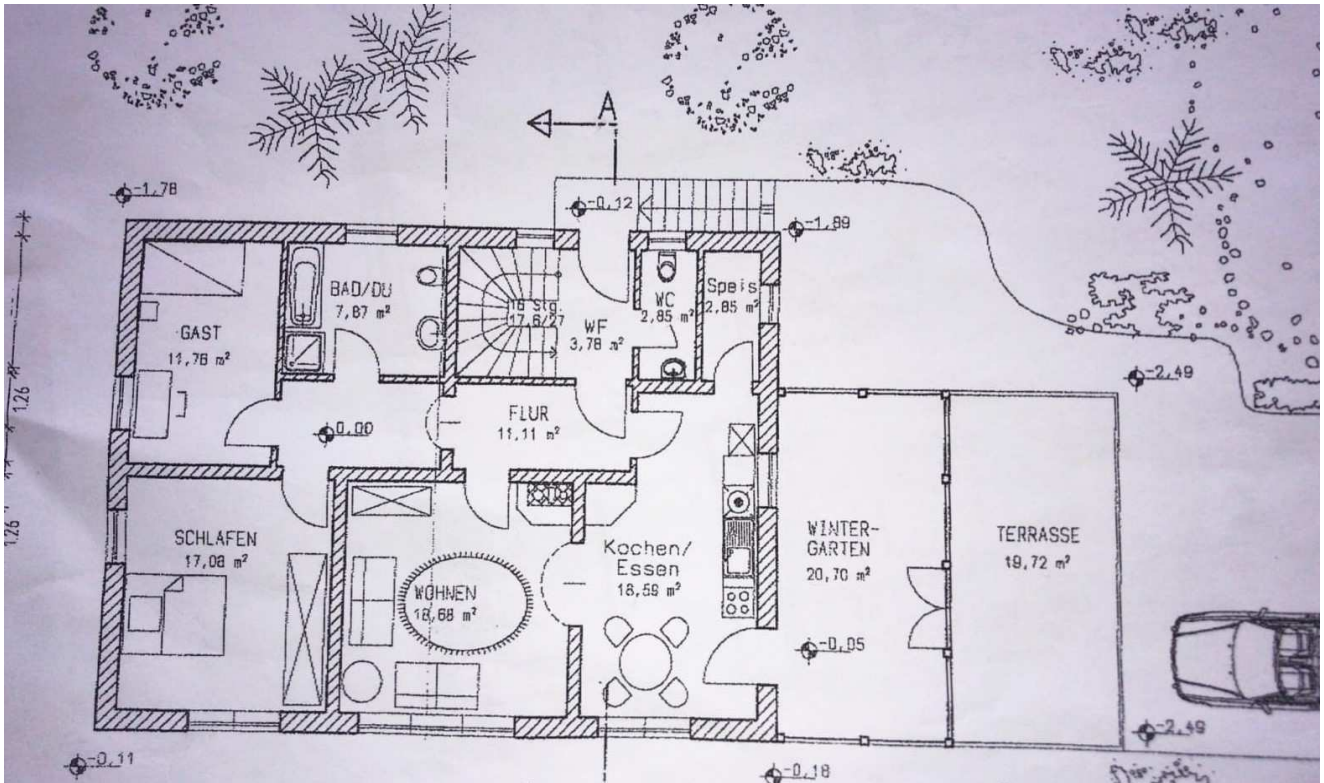 A
-1,78
-0,12
-1,89
BAD/DU
7,87 m²
16 Stg
17,6/27
WC
2,85 m²
Speis
2,85 m²
GAST
11,78 m²
WF
3,78 m²
1.26
-2,49
FLUR
11,11 m²
0,00
1.26
SCHLAFEN
17,08 m²
WOHNEN
18,68 m²
Kochen/
Essen
18,59 m²
WINTER-
GARTEN
20,70 m²
TERRASSE
19,72 m²
-0,05
-2,49
-0,11
-0,18